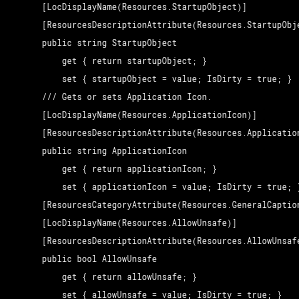 [LocDisplayName(Resources.StartupObject)]
[ResourcesDescriptionAttribute(Resources.StartupObje
public string StartupObject
get { return startupObject; }
set { startupObject = value; IsDirty = true; }
/// Gets or sets Application Icon.
[LocDisplayName(Resources.ApplicationIcon)]
[ResourcesDescriptionAttribute(Resources.Application
public string ApplicationIcon
get { return applicationIcon; }
set { applicationIcon = value; IsDirty = true; }
[ResourcesCategoryAttribute(Resources.GeneralCaption
[LocDisplayName(Resources.AllowUnsafe)]
[ResourcesDescriptionAttribute(Resources.AllowUnsafe
public bool AllowUnsafe
get { return allowUnsafe; }
set { allowUnsafe = value; IsDirty = true; }